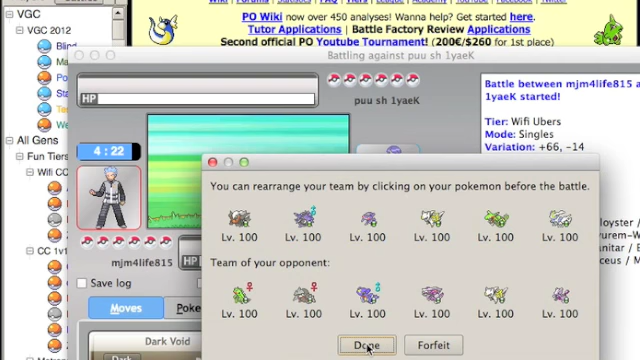 VGC
VGC 2012
All Gens
Fun Tiers
Wifi CC
CC 1v1
PO Wiki now over 450 analyses! Wanna help? Get started here.
Tutor Applications | Battle Factory Review Applications
Second official PO Youtube Tournament! (200€/$260 for 1st place)
Battling against puu sh 1yaeK
HP
puu sh 1yaeK
4 : 22
mjm4life815
HP
Save log
Moves
Dark Void
Dark
Battle between mjm4life815 a
1yaeK started!
Tier: Wifi Ubers
Mode: Singles
Variation: +66, -14
You can rearrange your team by clicking on your pokemon before the battle.
Lv. 100 Lv. 100 Lv. 100 Lv. 100 Lv. 100 Lv. 100
Team of your opponent:
Lv. 100 Lv. 100 Lv. 100 Lv. 100 Lv. 100 Lv. 100
Done Forfeit